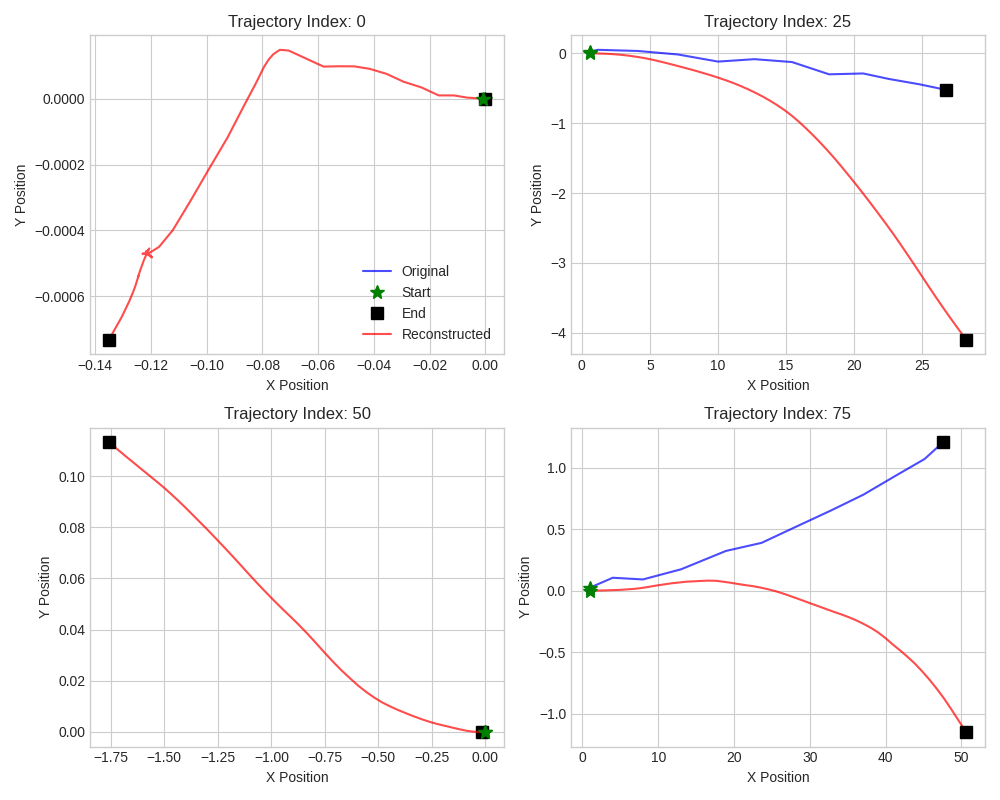 Trajectory Index: 0
Y Position
0.0000
−0.0002
−0.0004
−0.0006
−0.14 −0.12 −0.10 −0.08 −0.06 −0.04 −0.02 0.00
X Position
Original
Start
End
Reconstructed
Trajectory Index: 25
Y Position
0
−1
−2
−3
−4
0 5 10 15 20 25
X Position
Trajectory Index: 50
Y Position
0.10
0.08
0.06
0.04
0.02
0.00
−1.75 −1.50 −1.25 −1.00 −0.75 −0.50 −0.25 0.00
X Position
Trajectory Index: 75
Y Position
1.0
0.5
0.0
−0.5
−1.0
0 10 20 30 40 50
X Position